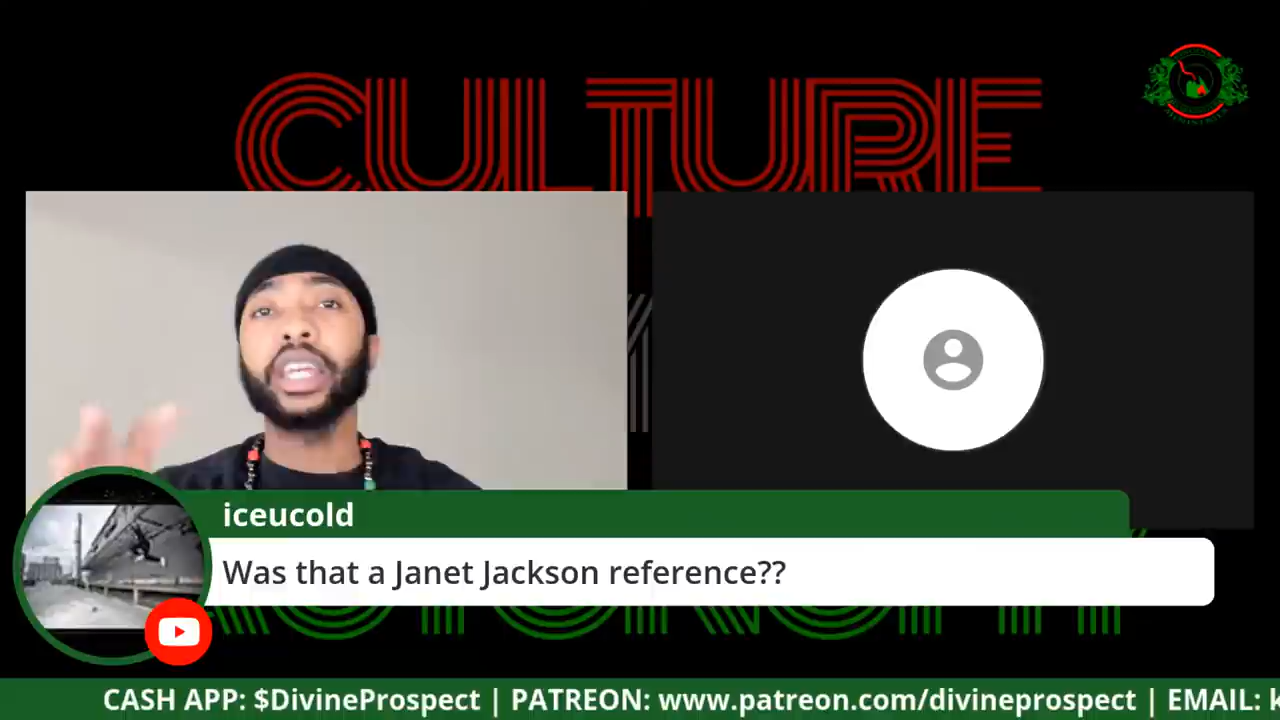 CULTURE
iceucold
Was that a Janet Jackson reference??
CASH APP: $DivineProspect | PATREON: www.patreon.com/divineprospect | EMAIL: k